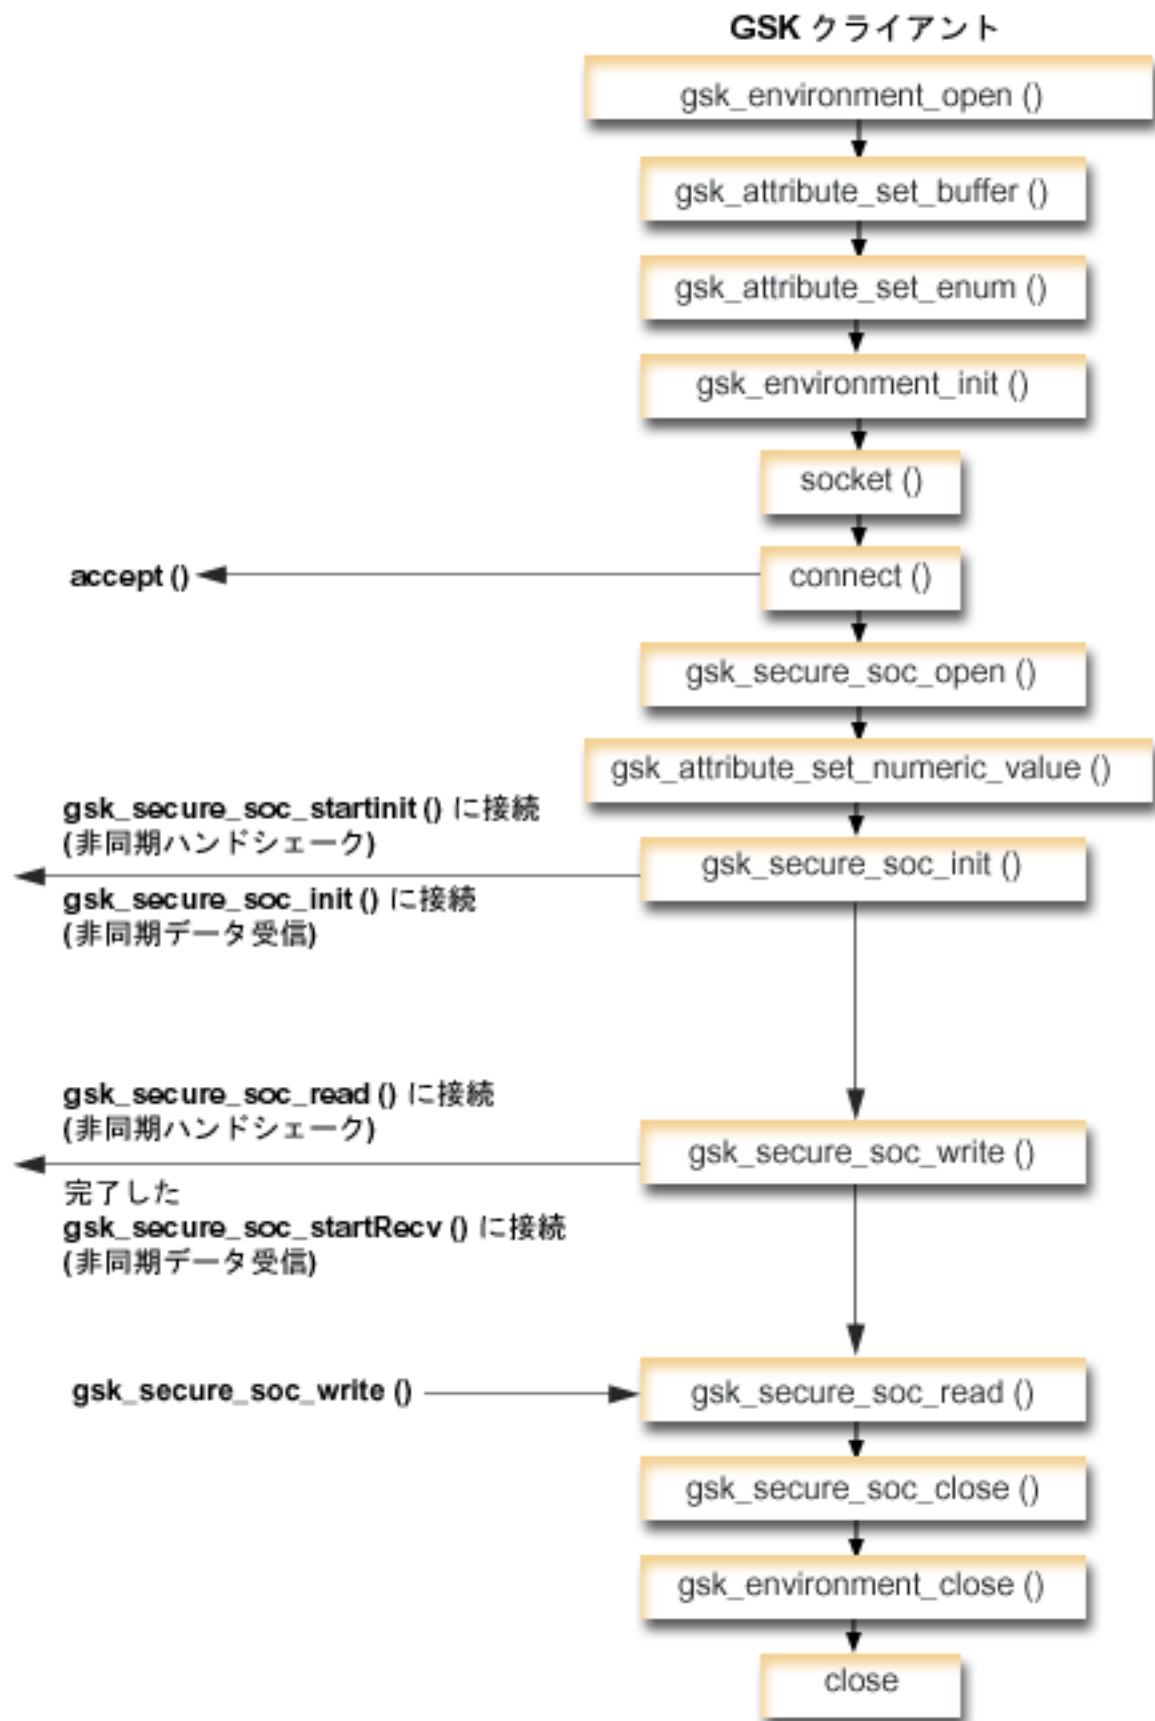 GSK クライアント
gsk_environment_open ()
gsk_attribute_set_buffer ()
gsk_attribute_set_enum ()
gsk_environment_init ()
socket ()
accept ()
connect ()
gsk_secure_soc_open ()
gsk_attribute_set_numeric_value ()
gsk_secure_soc_startinit () に接続
(非同期ハンドシェーク)
gsk_secure_soc_init ()
gsk_secure_soc_init () に接続
(非同期データ受信)
gsk_secure_soc_read () に接続
(非同期ハンドシェーク)
gsk_secure_soc_write ()
完了した
gsk_secure_soc_startRecv () に接続
(非同期データ受信)
gsk_secure_soc_write ()
gsk_secure_soc_read ()
gsk_secure_soc_close ()
gsk_environment_close ()
close